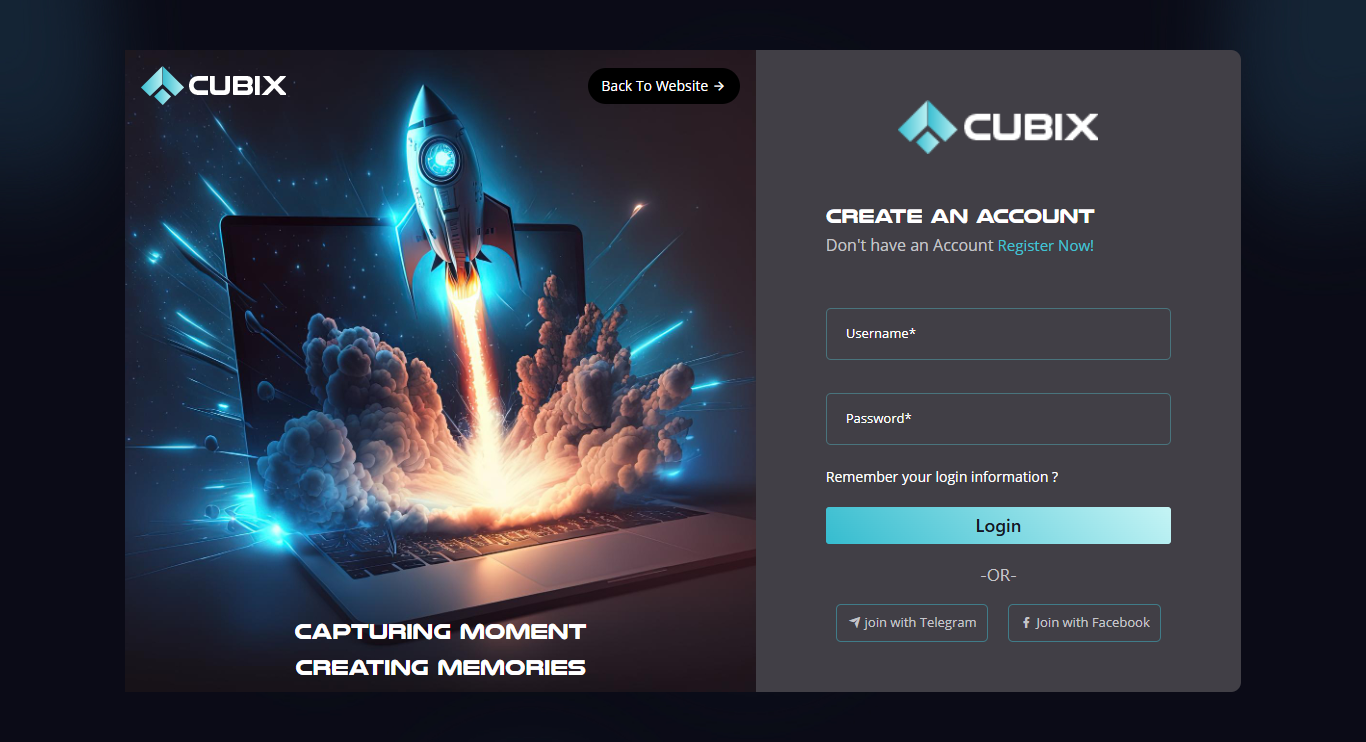 CUBIX
Back To Website →
CAPTURING MOMENT
CREATING MEMORIES
CUBIX
CREATE AN ACCOUNT
Don't have an Account Register Now!
Username*
Password*
Remember your login information ?
Login
-OR-
join with Telegram
Join with Facebook